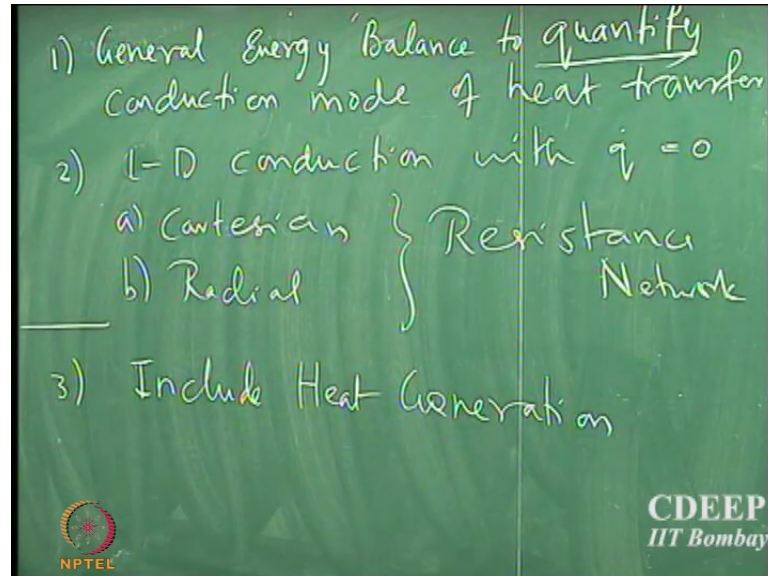 1) General Energy Balance to quantify
conduction mode of heat transfer
2) 1-D conduction with q̇ = 0
a) Cartesian
b) Radial
Resistance
Network
3) Include Heat Generation
NPTEL
CDEEP
IIT Bombay